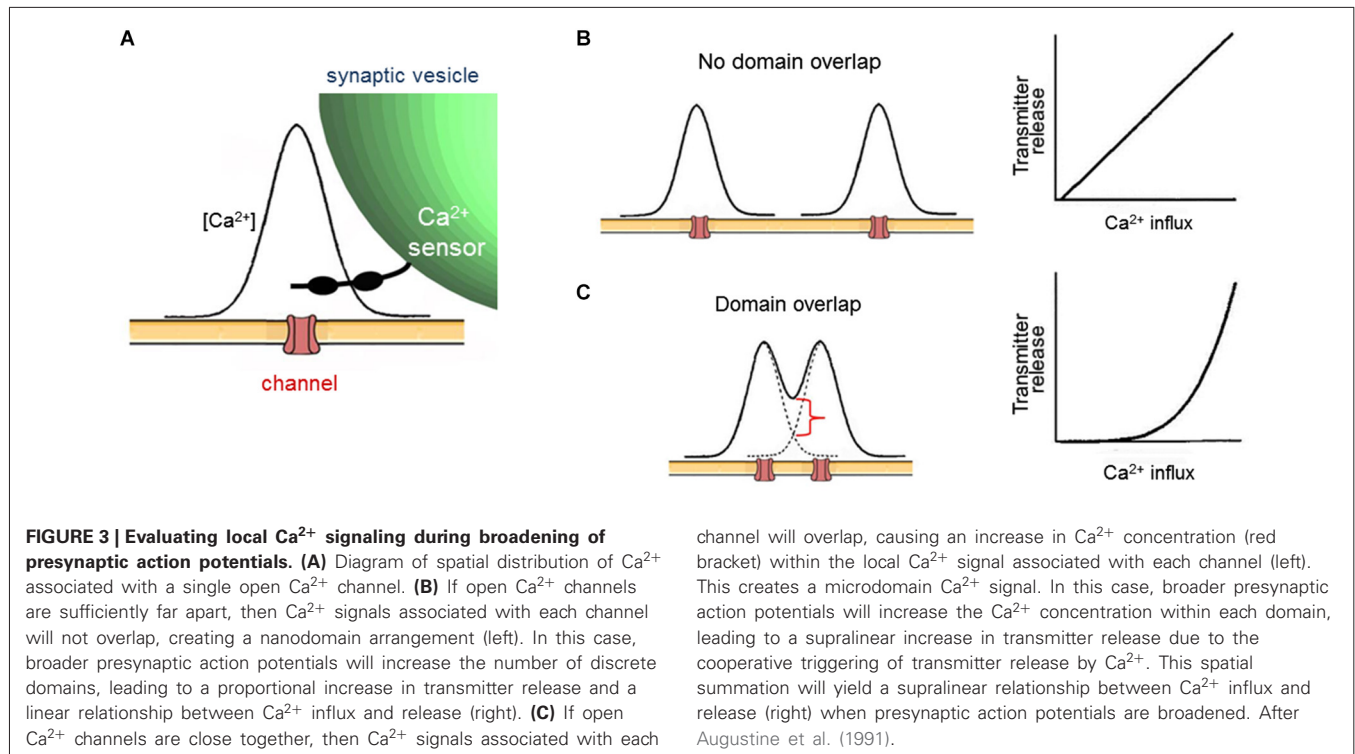 A
synaptic vesicle
[Ca²⁺]
Ca²⁺
sensor
channel
B
No domain overlap
Transmitter
release
Ca²⁺ influx
C
Domain overlap
Transmitter
release
Ca²⁺ influx
FIGURE 3 | Evaluating local Ca²⁺ signaling during broadening of
presynaptic action potentials. (A) Diagram of spatial distribution of Ca²⁺
associated with a single open Ca²⁺ channel. (B) If open Ca²⁺ channels
are sufficiently far apart, then Ca²⁺ signals associated with each channel
will not overlap, creating a nanodomain arrangement (left). In this case,
broader presynaptic action potentials will increase the number of discrete
domains, leading to a proportional increase in transmitter release and a
linear relationship between Ca²⁺ influx and release (right). (C) If open
Ca²⁺ channels are close together, then Ca²⁺ signals associated with each
channel will overlap, causing an increase in Ca²⁺ concentration (red
bracket) within the local Ca²⁺ signal associated with each channel (left).
This creates a microdomain Ca²⁺ signal. In this case, broader presynaptic
action potentials will increase the Ca²⁺ concentration within each domain,
leading to a supralinear increase in transmitter release due to the
cooperative triggering of transmitter release by Ca²⁺. This spatial
summation will yield a supralinear relationship between Ca²⁺ influx and
release (right) when presynaptic action potentials are broadened. After
Augustine et al. (1991).